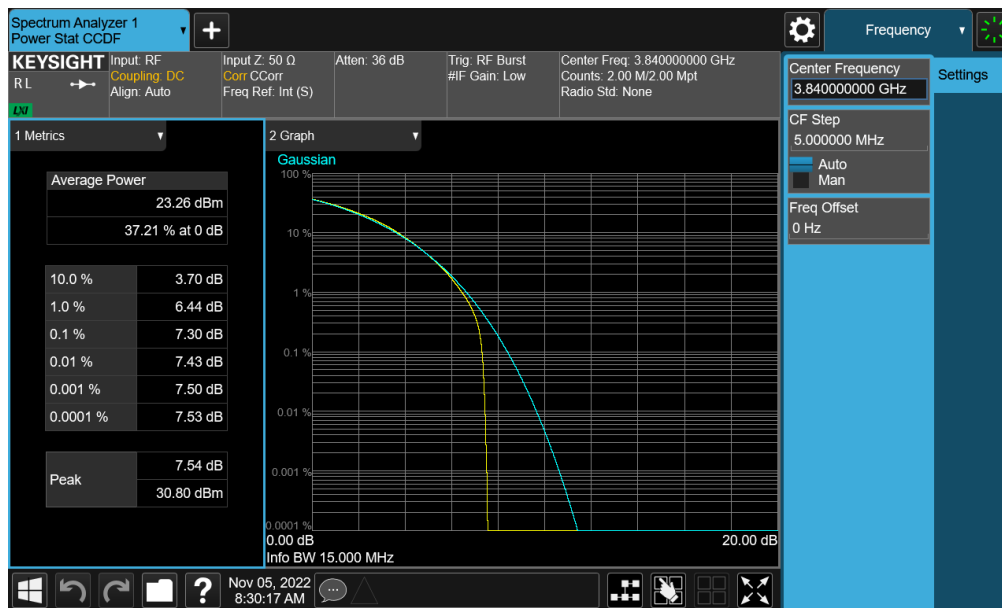 Spectrum Analyzer 1
Power Stat CCDF
+
Frequency
KEYSIGHT
R L
LXI
Input: RF
Coupling: DC
Align: Auto
Input Z: 50 Ω
Corr CCorr
Freq Ref: Int (S)
Atten: 36 dB
Trig: RF Burst
#IF Gain: Low
Center Freq: 3.840000000 GHz
Counts: 2.00 M/2.00 Mpt
Radio Std: None
Center Frequency
3.840000000 GHz
Settings
CF Step
5.000000 MHz
Auto
Man
Freq Offset
0 Hz
1 Metrics
Average Power
23.26 dBm
37.21 % at 0 dB
10.0 % 3.70 dB
1.0 % 6.44 dB
0.1 % 7.30 dB
0.01 % 7.43 dB
0.001 % 7.50 dB
0.0001 % 7.53 dB
Peak
7.54 dB
30.80 dBm
2 Graph
Gaussian
100 %
10 %
1 %
0.1 %
0.01 %
0.001 %
0.0001 %
0.00 dB 20.00 dB
Info BW 15.000 MHz
?
Nov 05, 2022
8:30:17 AM